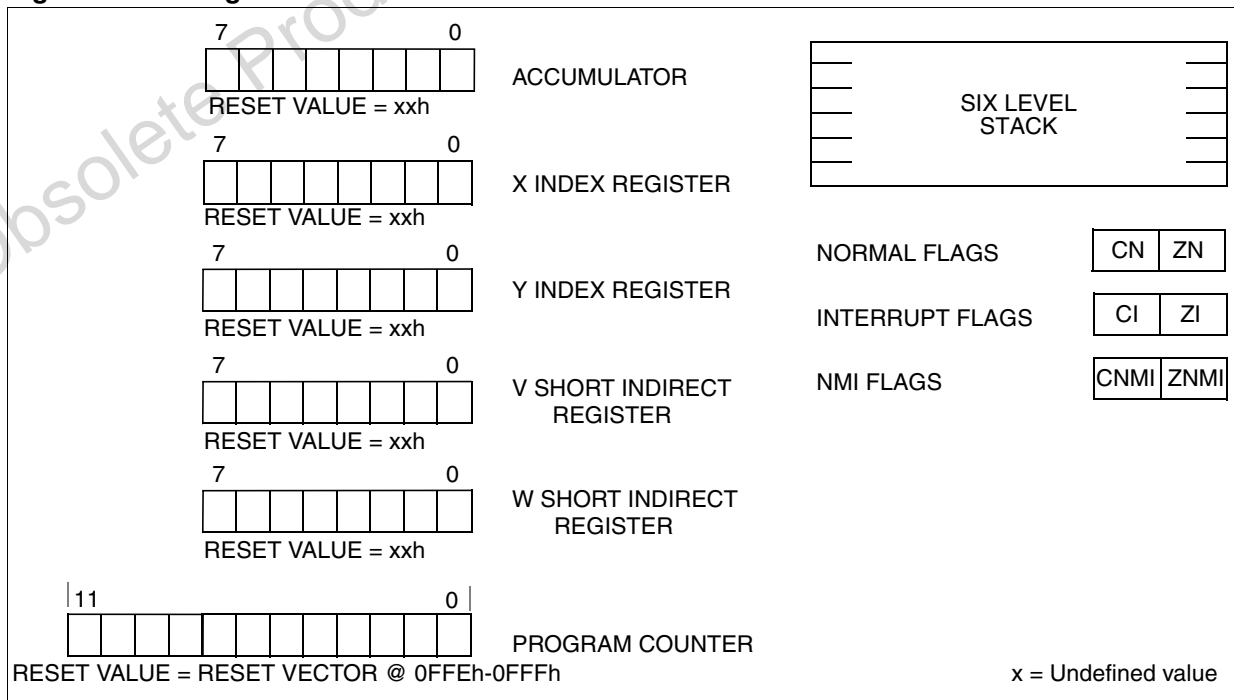 Obsolete Produ
7 0
ACCUMULATOR
RESET VALUE = xxh
7 0
X INDEX REGISTER
RESET VALUE = xxh
7 0
Y INDEX REGISTER
RESET VALUE = xxh
7 0
V SHORT INDIRECT
REGISTER
RESET VALUE = xxh
7 0
W SHORT INDIRECT
REGISTER
RESET VALUE = xxh
11 0
PROGRAM COUNTER
RESET VALUE = RESET VECTOR @ 0FFEh-0FFFh
SIX LEVEL
STACK
NORMAL FLAGS CN ZN
INTERRUPT FLAGS CI ZI
NMI FLAGS CNMI ZNMI
x = Undefined value